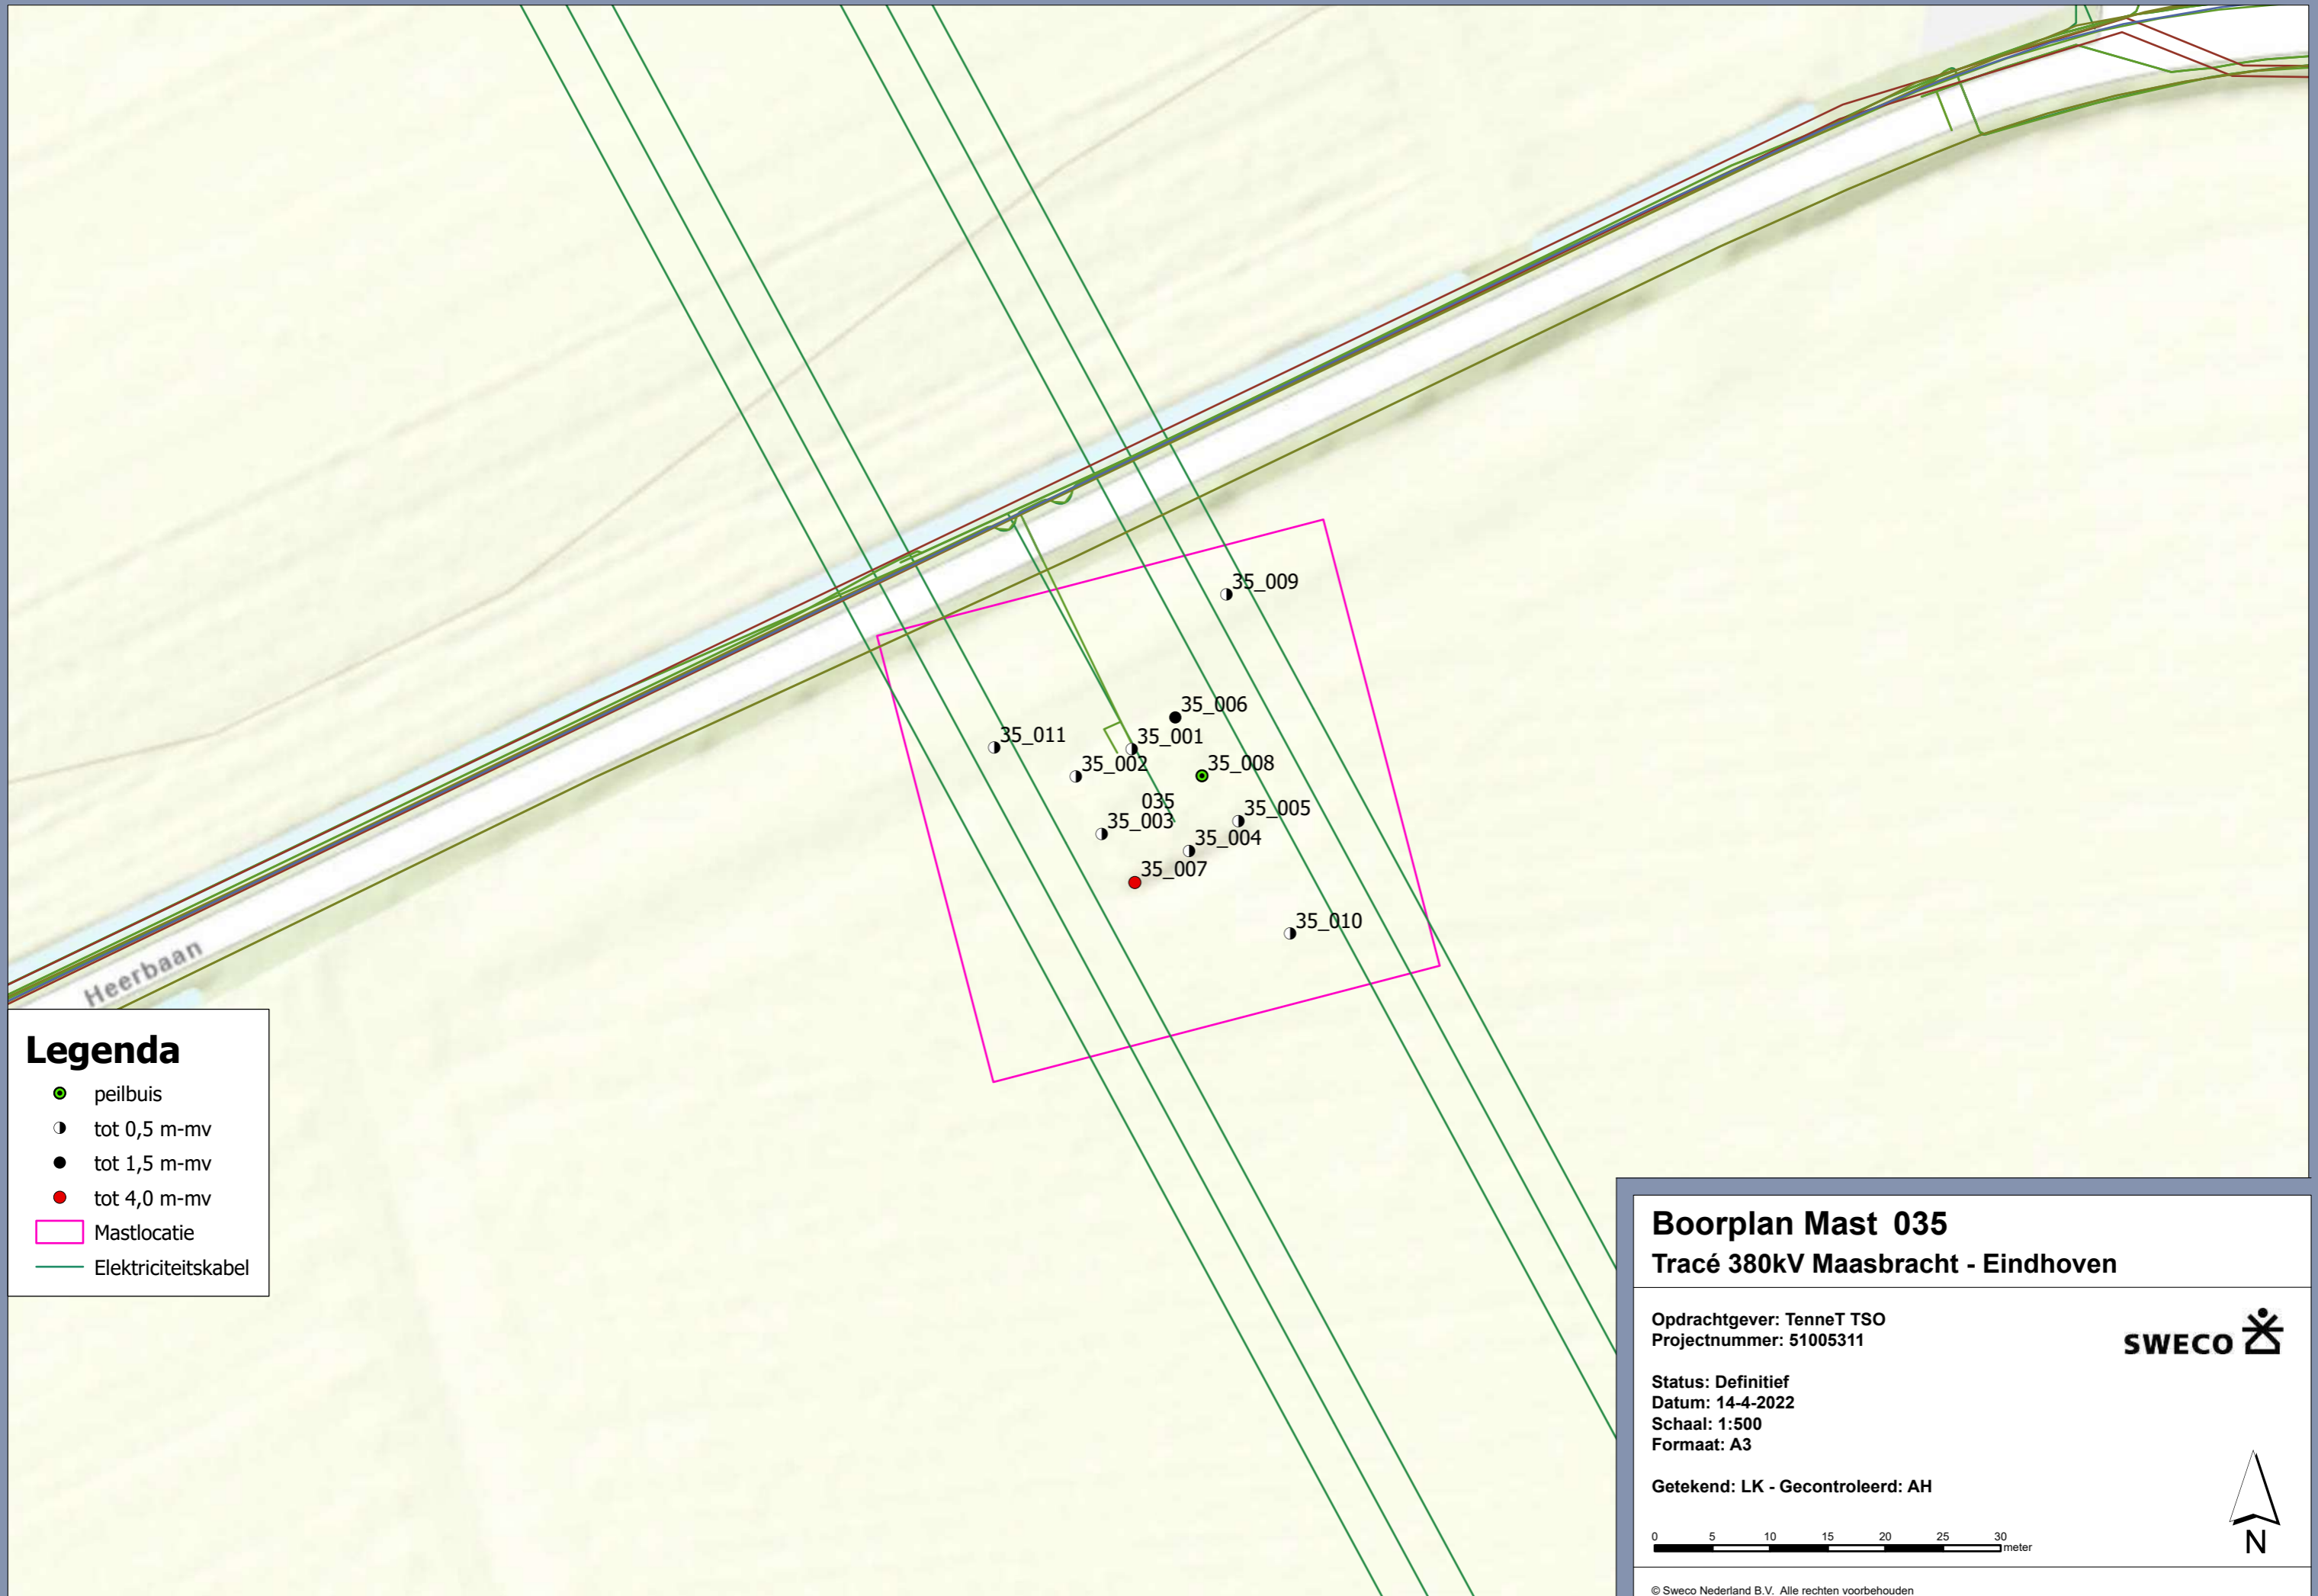 35_009
35_006
35_011
35_001
35_002
35_008
035
35_005
35_003
35_004
35_007
35_010
Heerbaan
Legenda
peilbuis
tot 0,5 m-mv
tot 1,5 m-mv
tot 4,0 m-mv
Mastlocatie
Elektriciteitskabel
Boorplan Mast 035
Tracé 380kV Maasbracht - Eindhoven
Opdrachtgever: TenneT TSO
Projectnummer: 51005311
SWECO
Status: Definitief
Datum: 14-4-2022
Schaal: 1:500
Formaat: A3
Getekend: LK - Gecontroleerd: AH
0 5 10 15 20 25 30
meter
N
© Sweco Nederland B.V. Alle rechten voorbehouden